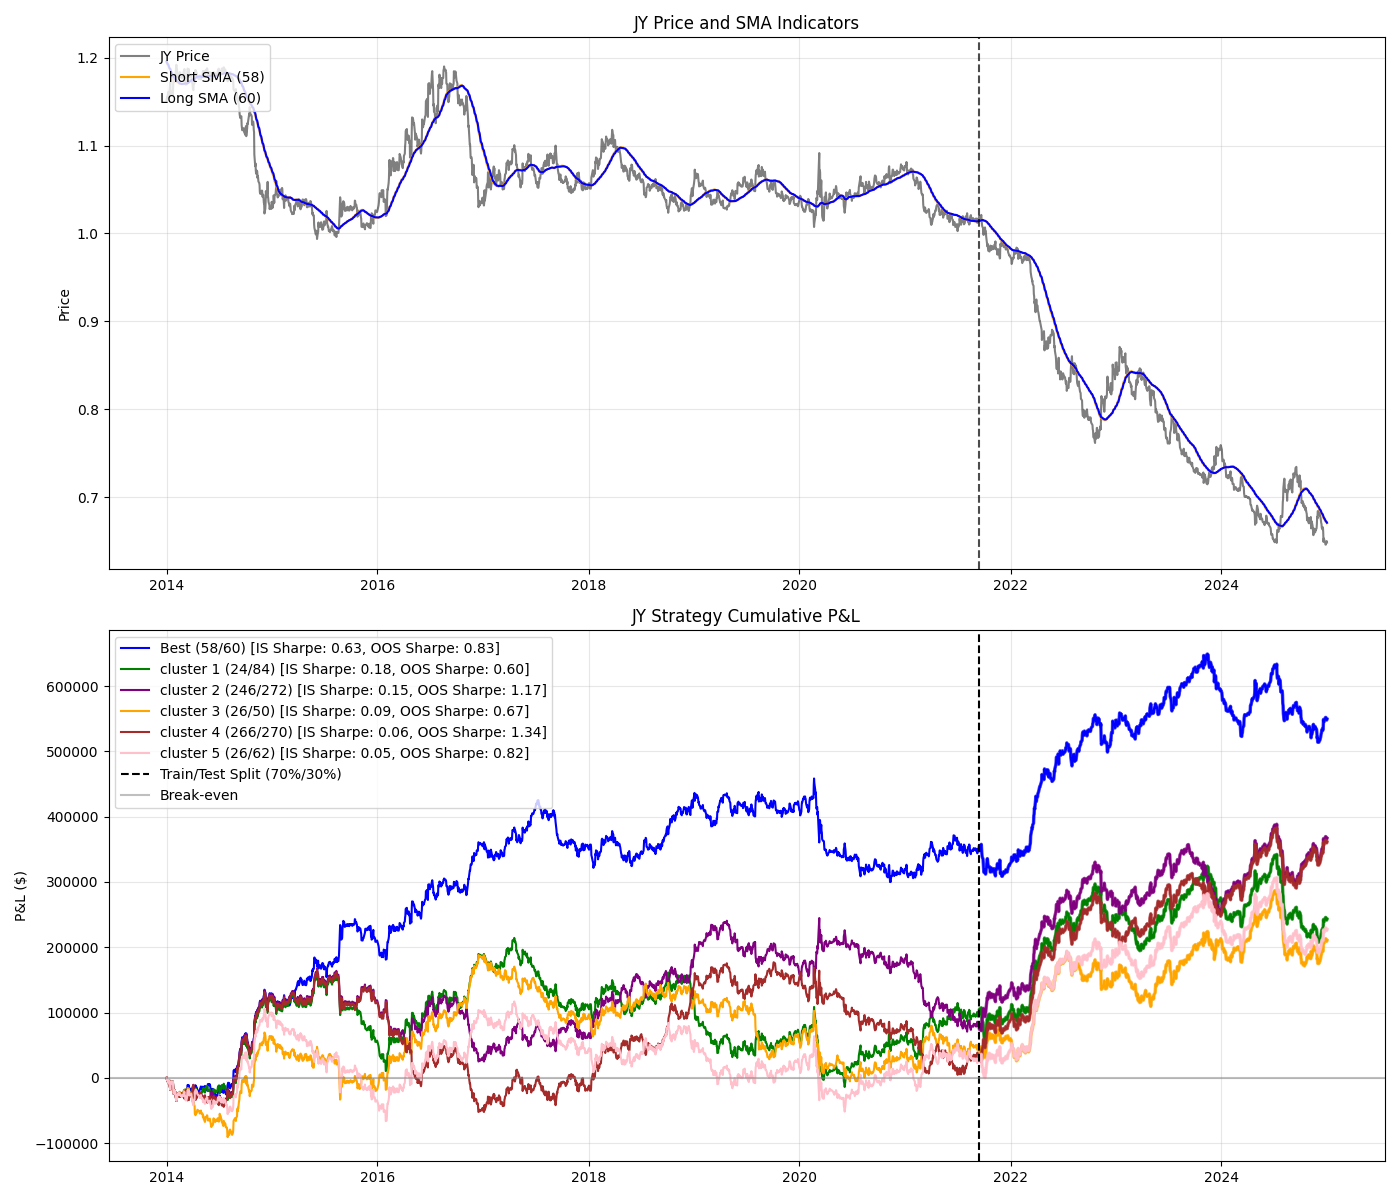 JY Price and SMA Indicators
JY Price
Short SMA (58)
Long SMA (60)
Price
1.2
1.1
1.0
0.9
0.8
0.7
2014 2016 2018 2020 2022 2024
JY Strategy Cumulative P&L
Best (58/60) [IS Sharpe: 0.63, OOS Sharpe: 0.83]
cluster 1 (24/84) [IS Sharpe: 0.18, OOS Sharpe: 0.60]
cluster 2 (246/272) [IS Sharpe: 0.15, OOS Sharpe: 1.17]
cluster 3 (26/50) [IS Sharpe: 0.09, OOS Sharpe: 0.67]
cluster 4 (266/270) [IS Sharpe: 0.06, OOS Sharpe: 1.34]
cluster 5 (26/62) [IS Sharpe: 0.05, OOS Sharpe: 0.82]
Train/Test Split (70%/30%)
Break-even
P&L ($)
600000
500000
400000
300000
200000
100000
0
−100000
2014 2016 2018 2020 2022 2024